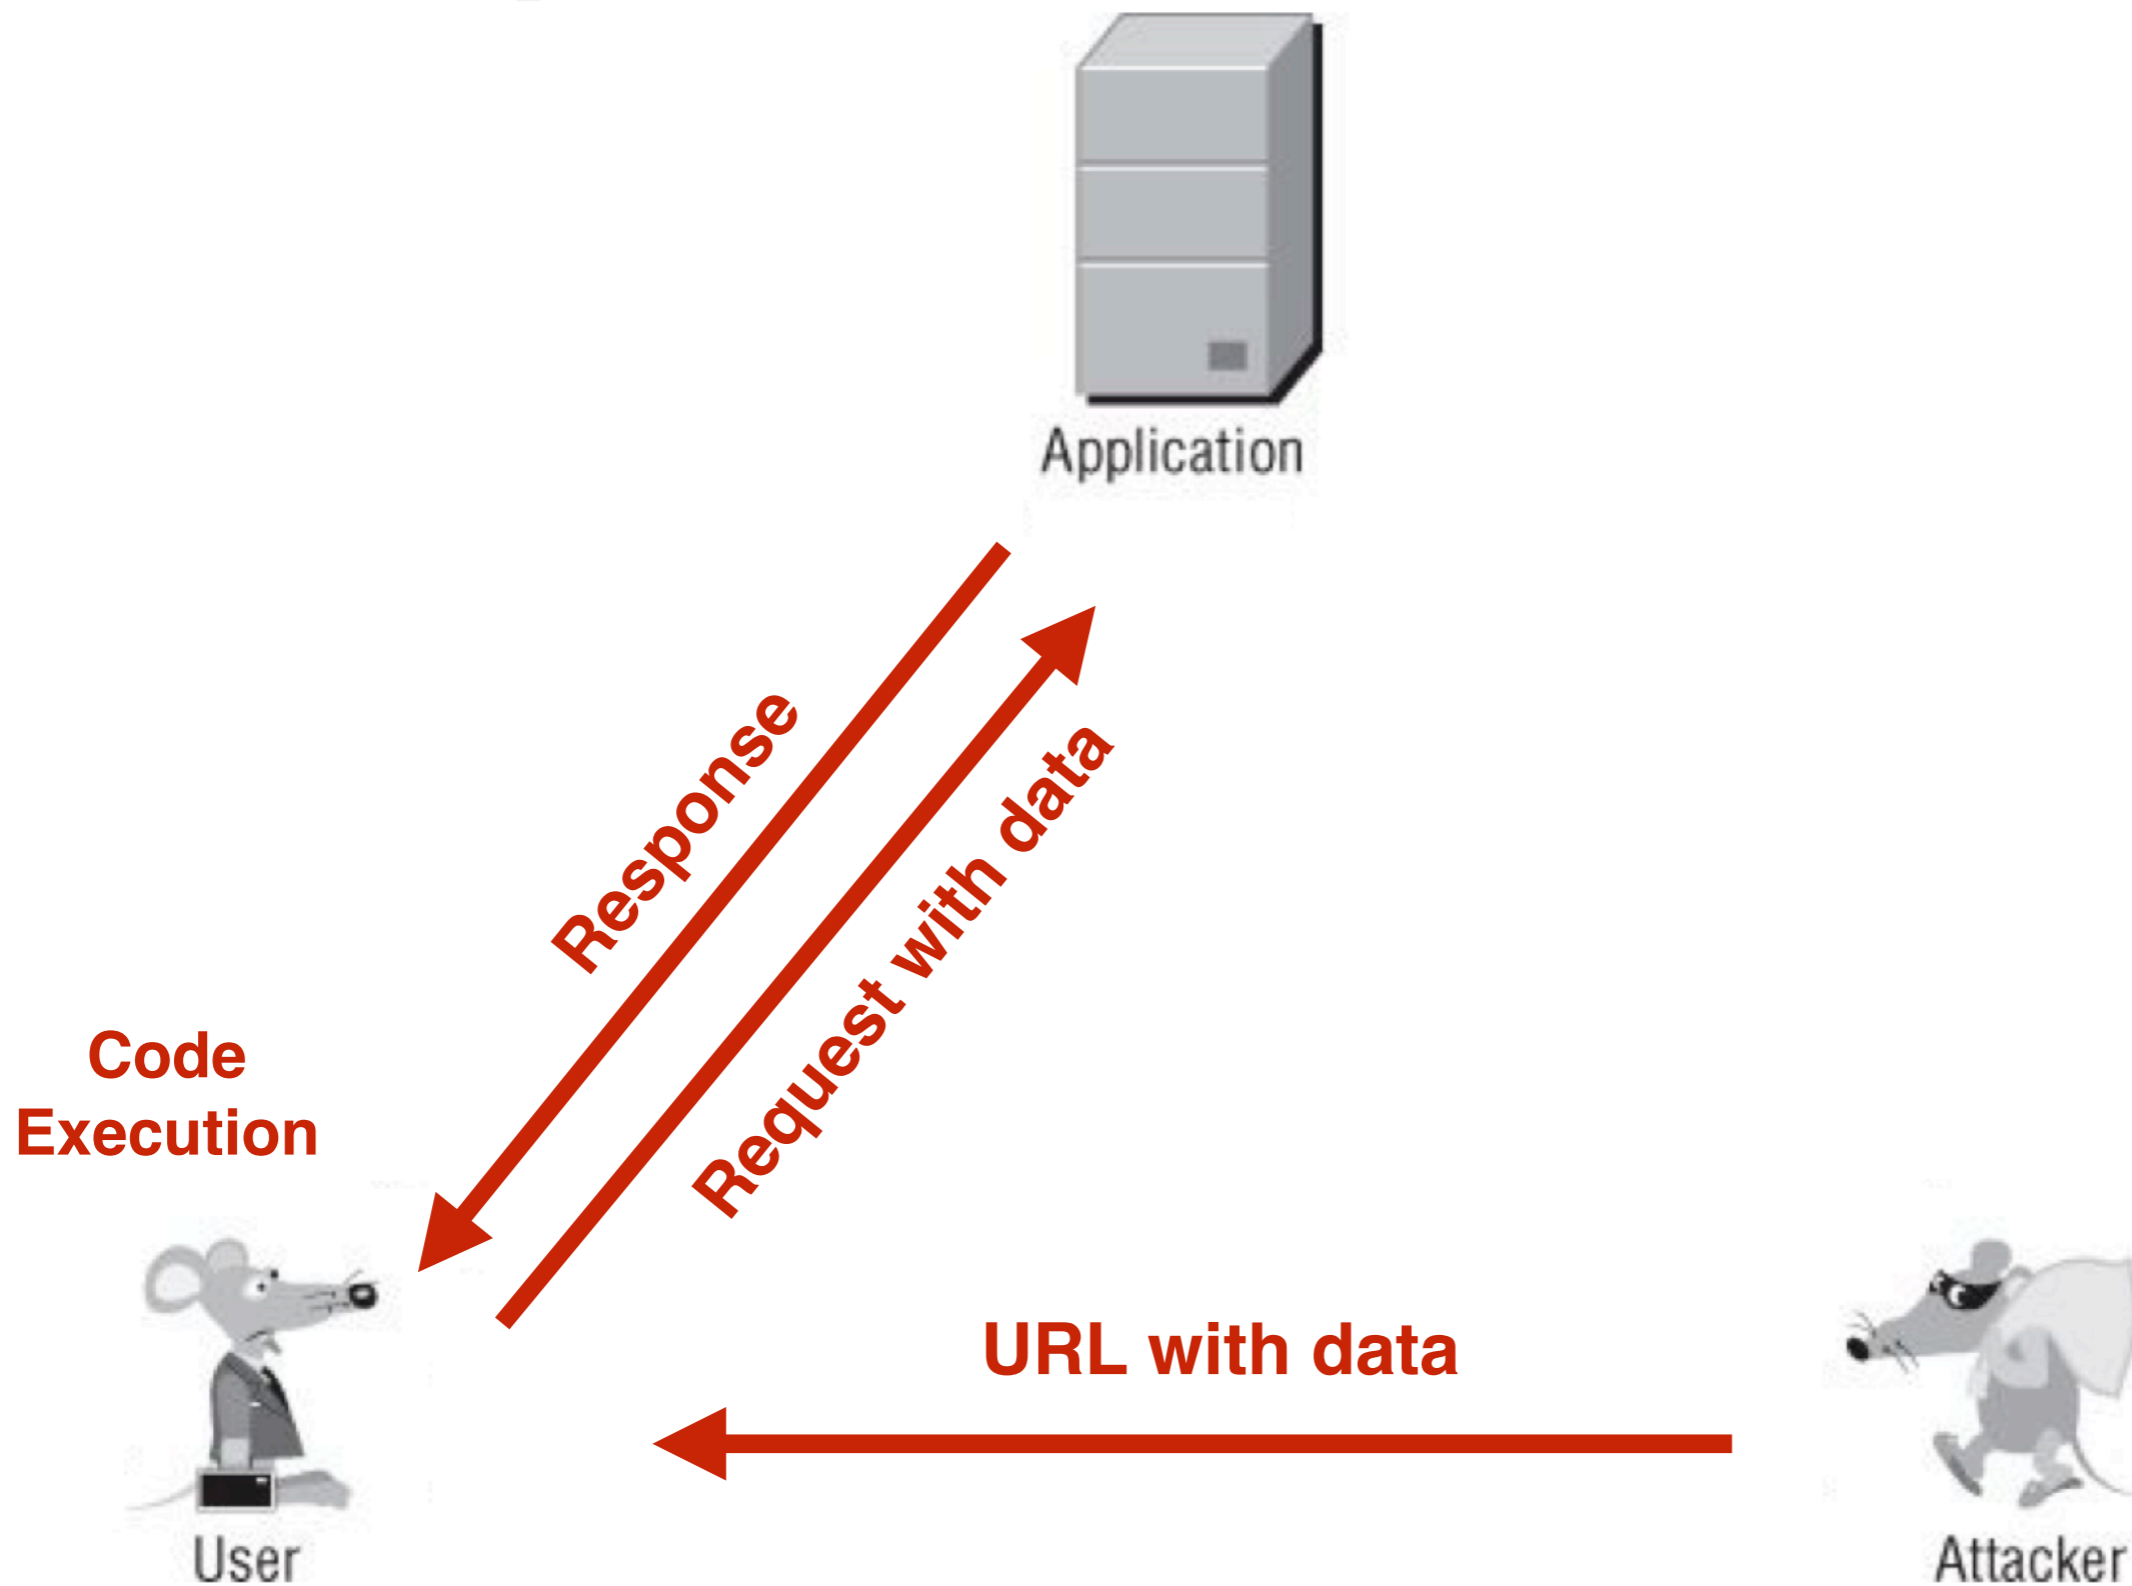 Application
Response
Request with data
Code
Execution
URL with data
User
Attacker